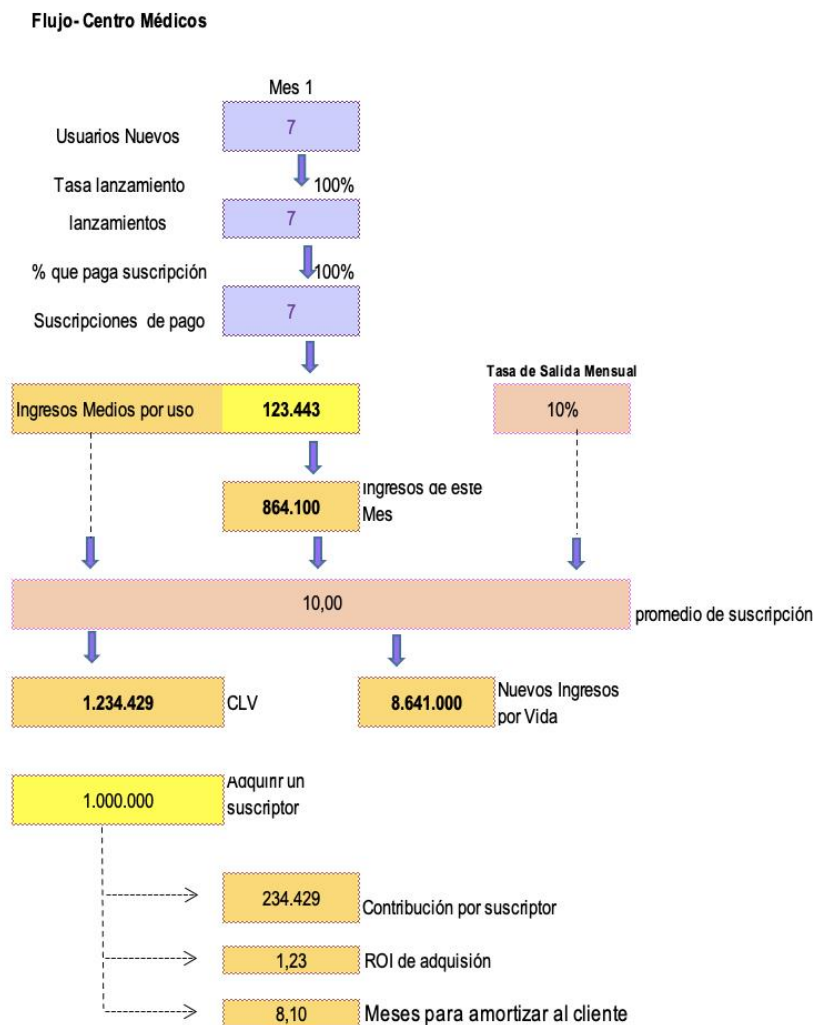 Flujo- Centro Médicos
Mes 1
Usuarios Nuevos
7
Tasa lanzamiento
100%
lanzamientos
7
% que paga suscripción
100%
Suscripciones de pago
7
Tasa de Salida Mensual
Ingresos Medios por uso
123.443
10%
864.100
Ingresos de este
Mes
10,00
promedio de suscripción
1.234.429
CLV
8.641.000
Nuevos Ingresos
por Vida
1.000.000
Adquirir un
suscriptor
234.429
Contribución por suscriptor
1,23
ROI de adquisión
8,10
Meses para amortizar al cliente